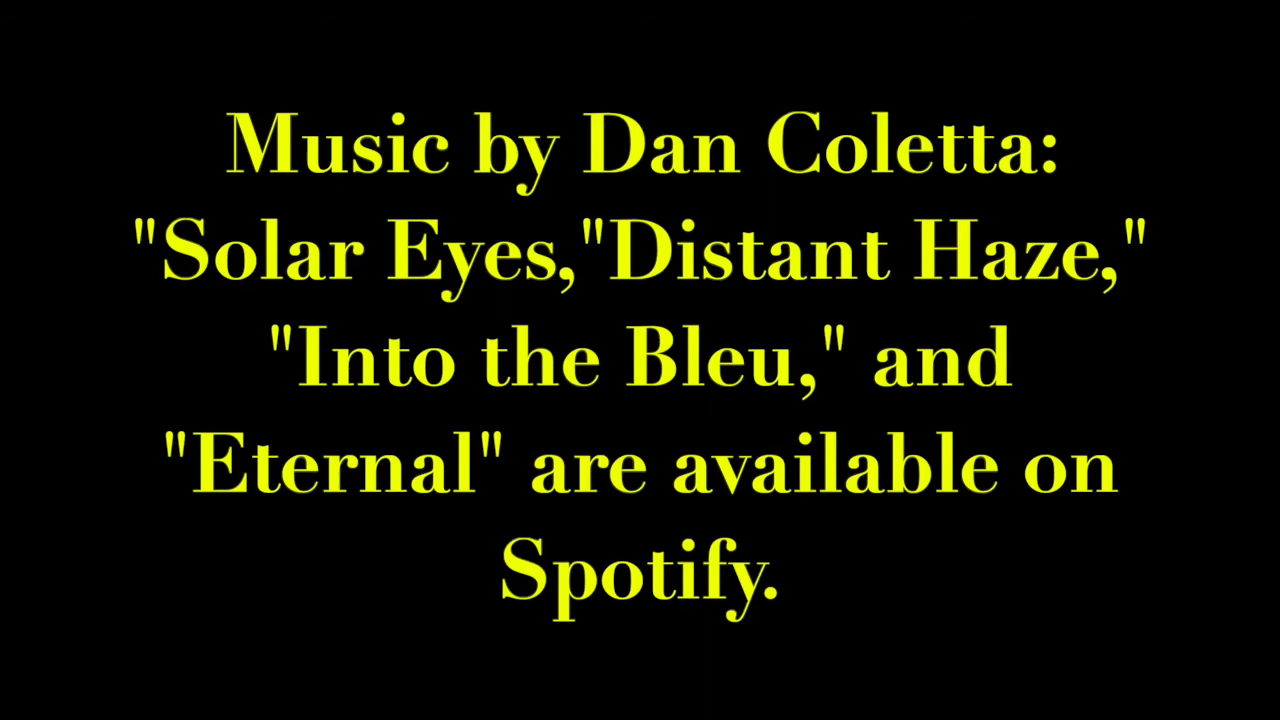 Music by Dan Coletta:
"Solar Eyes,"Distant Haze,"
"Into the Bleu," and
"Eternal" are available on
Spotify.